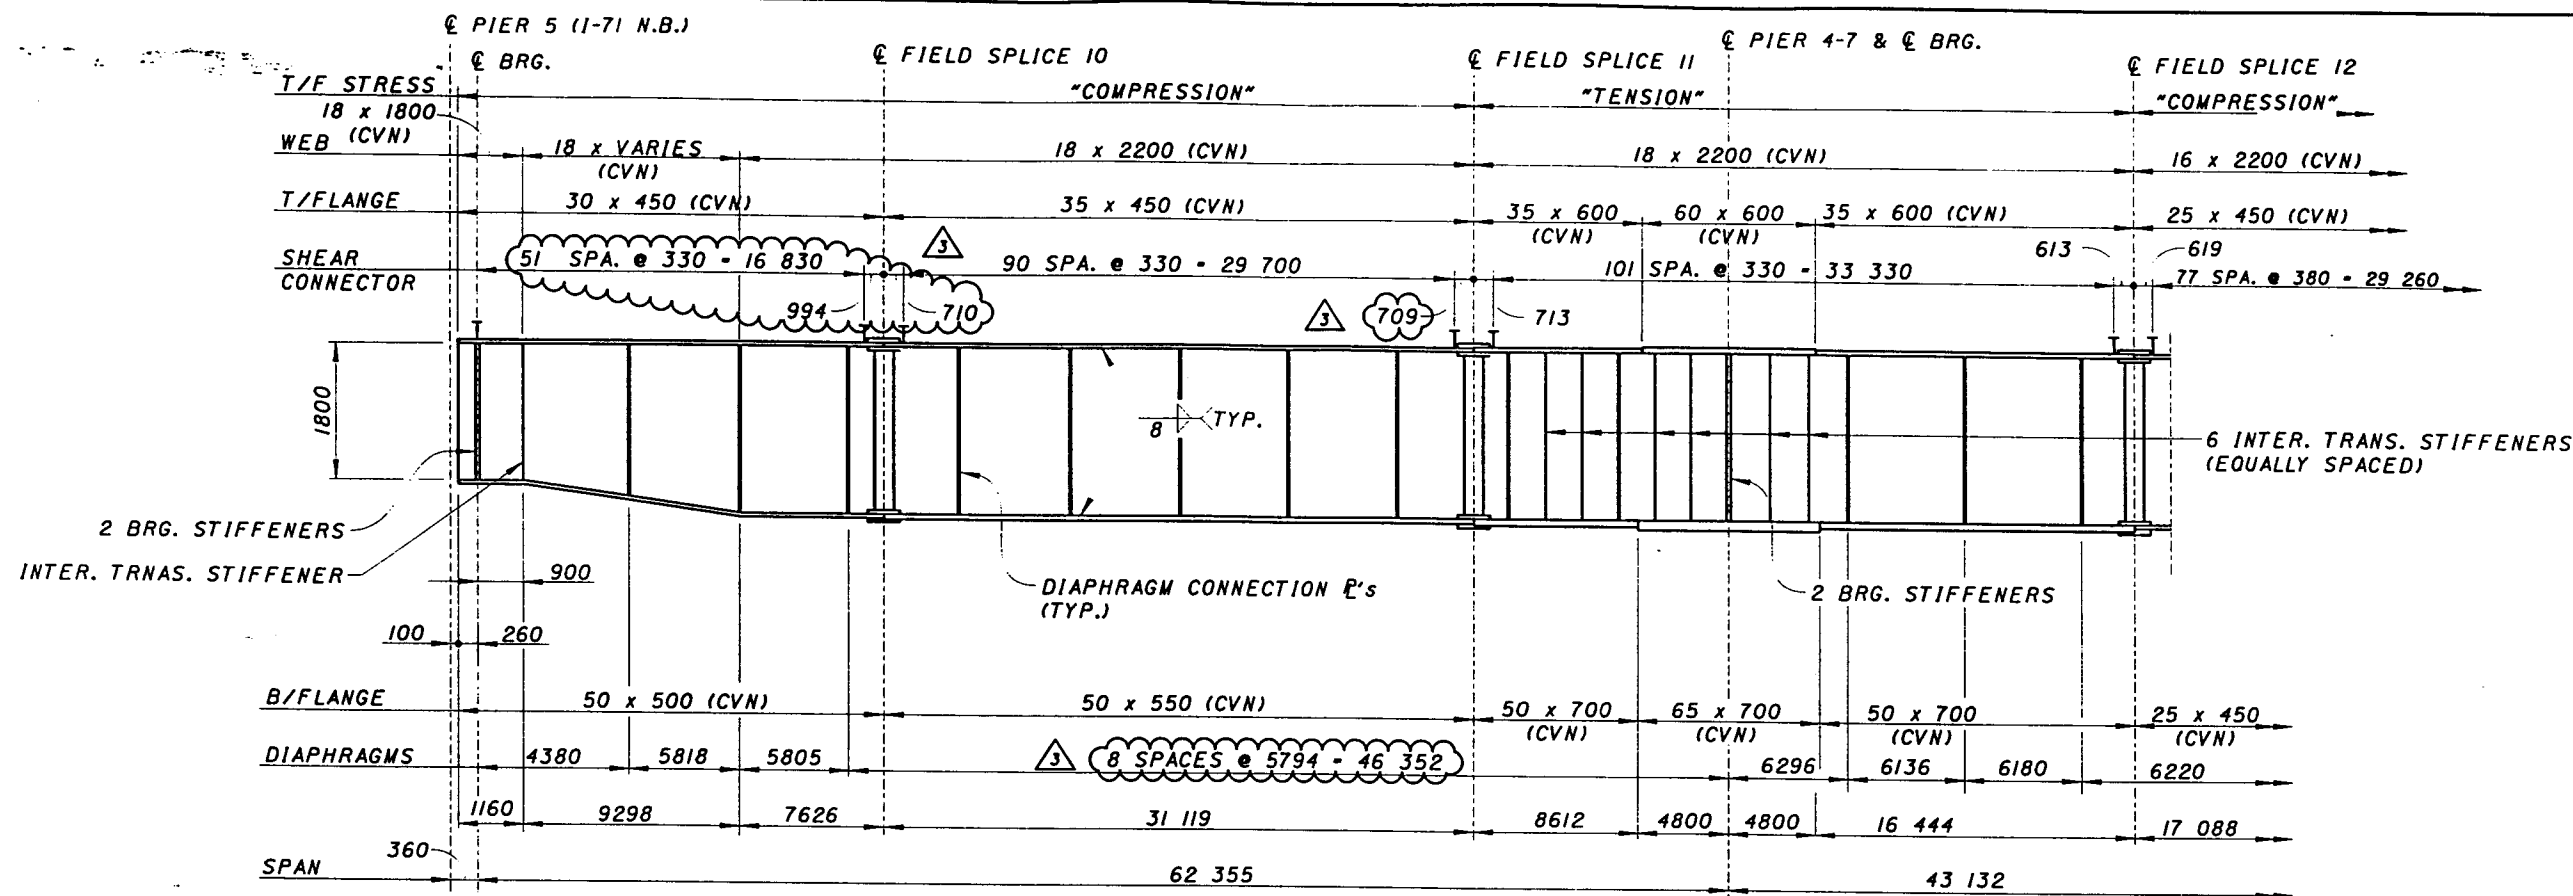 ℄ PIER 5 (I-71 N.B.)
℄ BRG.
℄ FIELD SPLICE 10
℄ FIELD SPLICE 11
℄ PIER 4-7 & ℄ BRG.
℄ FIELD SPLICE 12
T/F STRESS
"COMPRESSION"
"TENSION"
"COMPRESSION"
18 x 1800
(CVN)
WEB
18 x VARIES
(CVN)
18 x 2200 (CVN)
18 x 2200 (CVN)
16 x 2200 (CVN)
T/FLANGE
30 x 450 (CVN)
35 x 450 (CVN)
35 x 600
(CVN)
60 x 600
(CVN)
35 x 600 (CVN)
25 x 450 (CVN)
SHEAR
CONNECTOR
51 SPA. @ 330 = 16 830
3
90 SPA. @ 330 = 29 700
101 SPA. @ 330 = 33 330
613
619
77 SPA. @ 380 = 29 260
994
710
3
709
713
1800
8
TYP.
6 INTER. TRANS. STIFFENERS
(EQUALLY SPACED)
2 BRG. STIFFENERS
INTER. TRNAS. STIFFENER
900
DIAPHRAGM CONNECTION ⅊'s
(TYP.)
2 BRG. STIFFENERS
100
260
B/FLANGE
50 x 500 (CVN)
50 x 550 (CVN)
50 x 700
(CVN)
65 x 700
(CVN)
50 x 700
(CVN)
25 x 450
(CVN)
DIAPHRAGMS
4380
5818
5805
3
8 SPACES @ 5794 = 46 352
6296
6136
6180
6220
1160
9298
7626
31 119
8612
4800
4800
16 444
17 088
360
SPAN
62 355
43 132